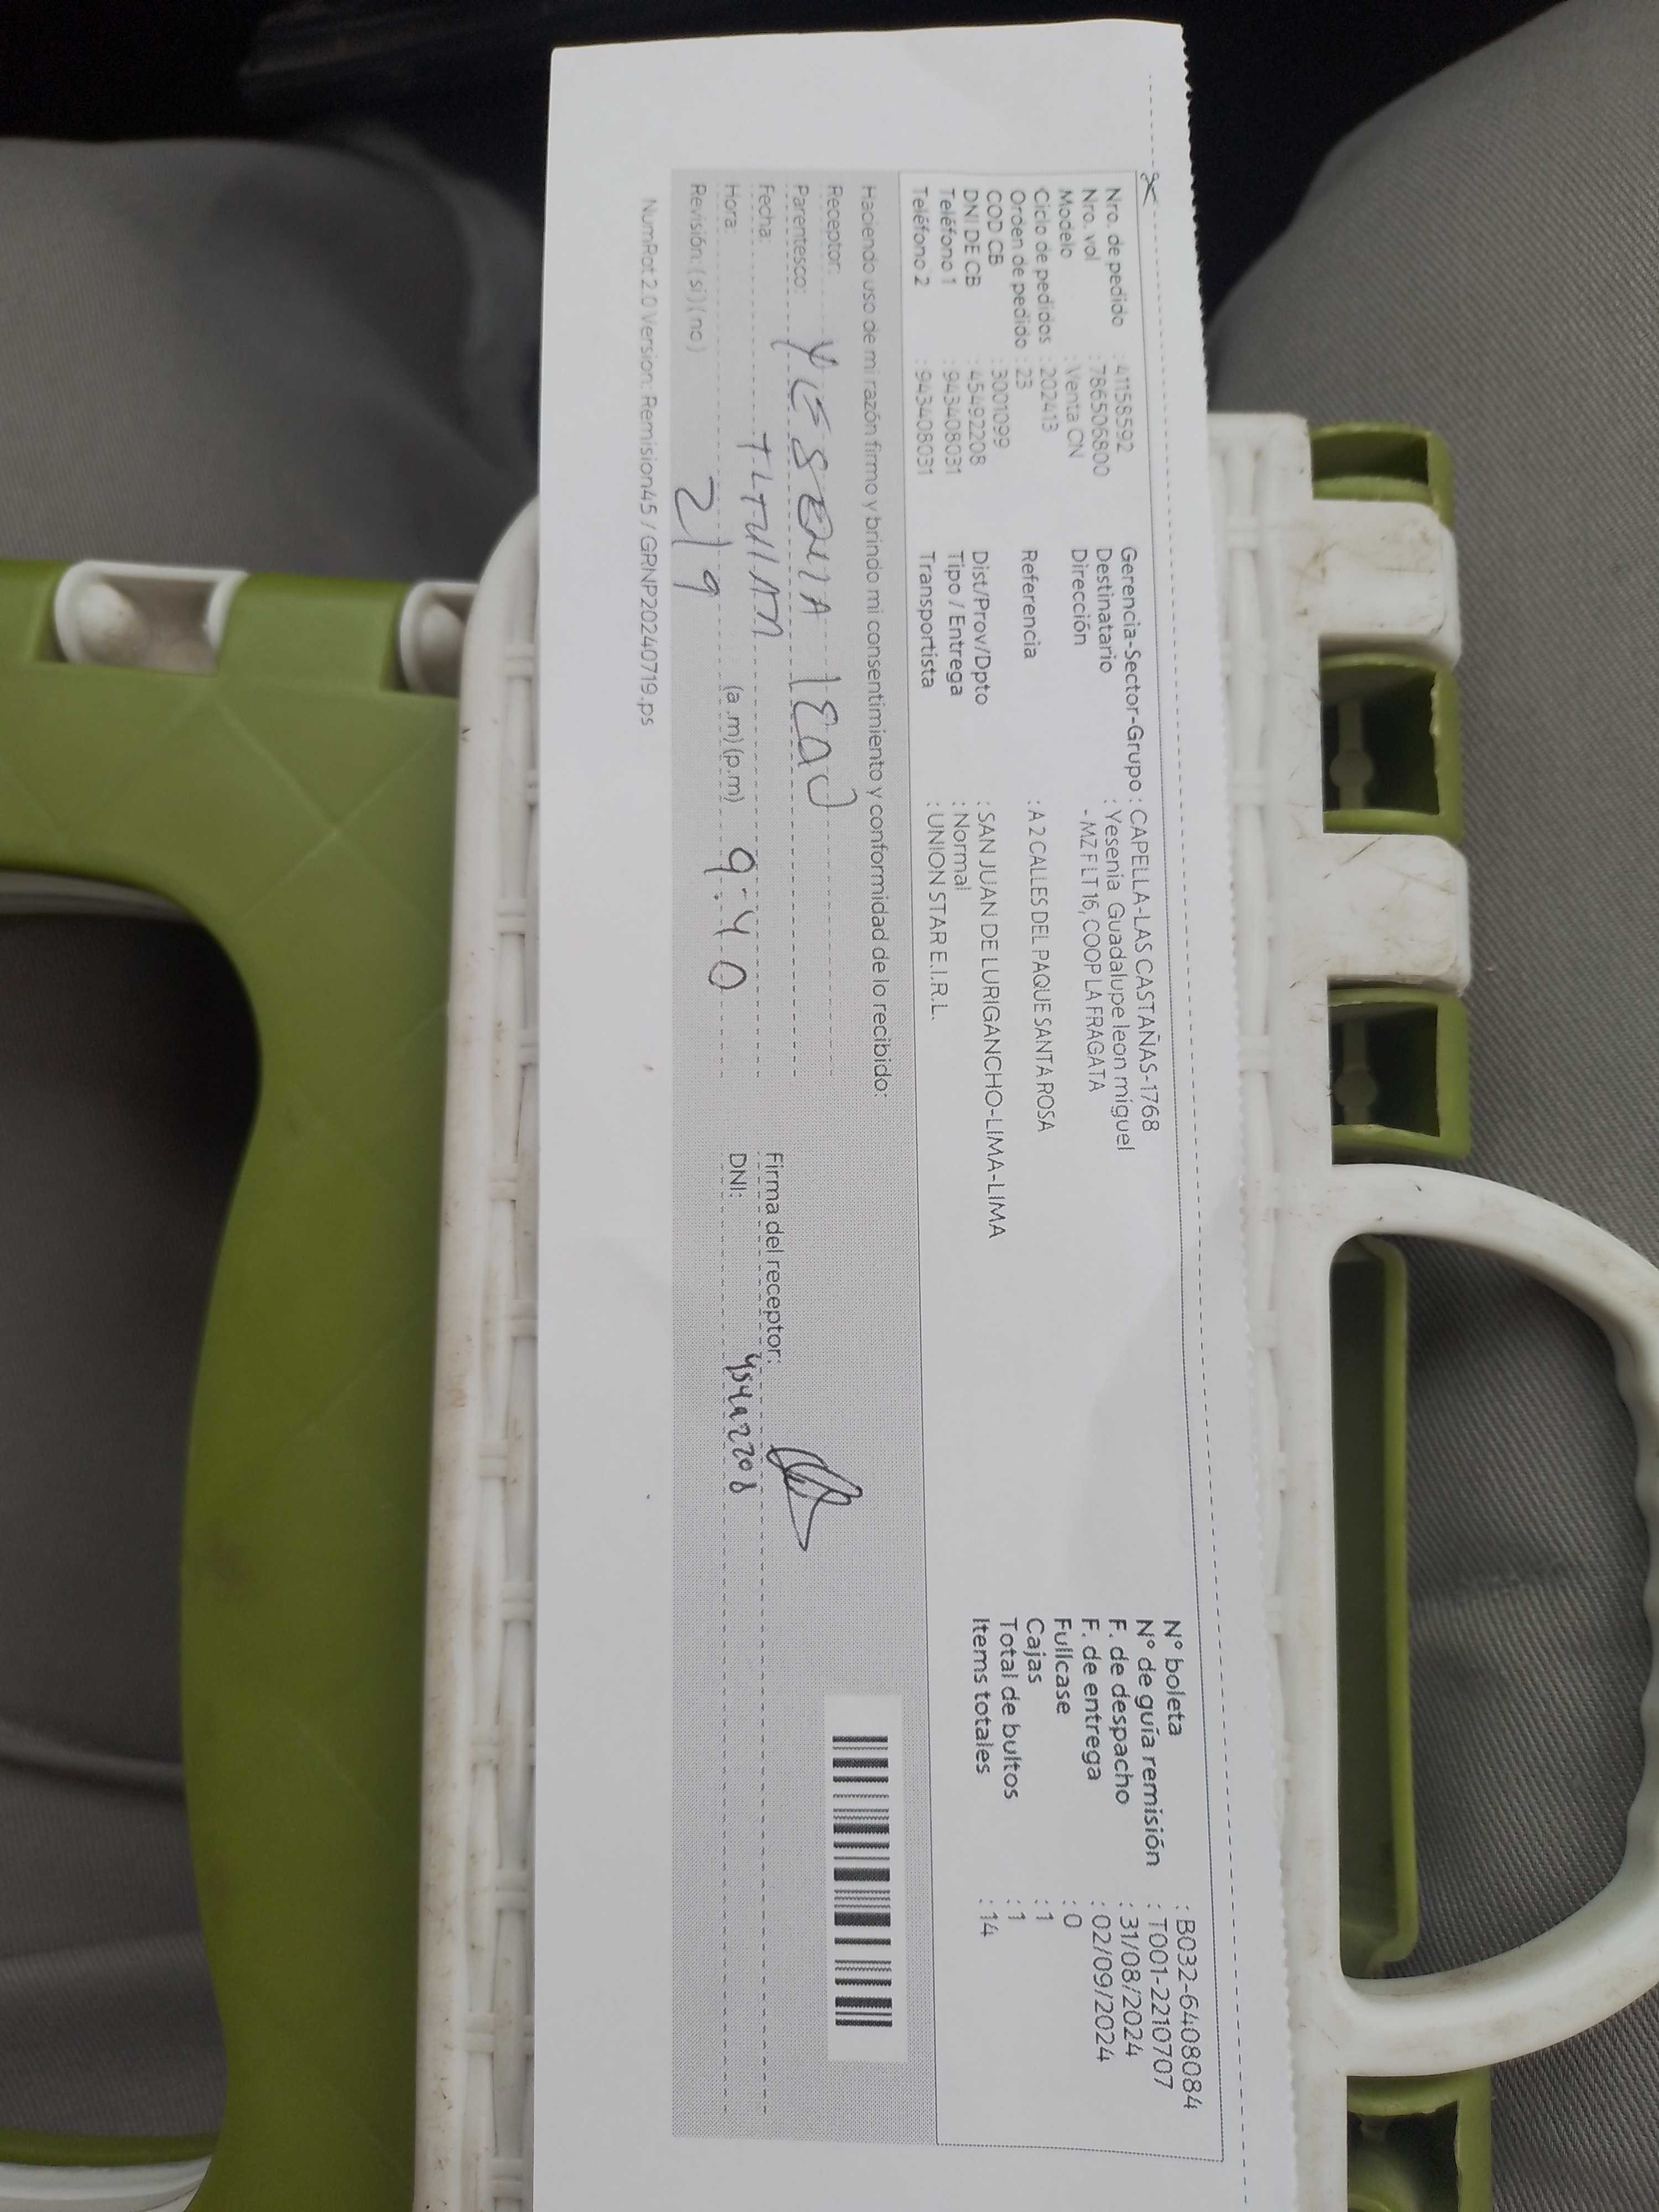 Nro. de pedido : 41158592
Nro. vol : 786506800
Modelo : Venta CN
Ciclo de pedidos : 202413
Orden de pedido : 23
COD CB : 3001099
DNI DE CB : 45492208
Teléfono 1 : 943408031
Teléfono 2 : 943408031
Gerencia-Sector-Grupo : CAPELLA-LAS CASTAÑAS-1768
Destinatario : Yesenia Guadalupe leon miguel
Dirección - MZ F LT 16, COOP LA FRAGATA
Referencia : A 2 CALLES DEL PAQUE SANTA ROSA
Dist/Prov/Dpto : SAN JUAN DE LURIGANCHO-LIMA-LIMA
Tipo / Entrega : Normal
Transportista : UNION STAR E.I.R.L.
N° boleta : B032-6408084
N° de guía remisión : T001-2210707
F. de despacho : 31/08/2024
F. de entrega : 02/09/2024
Fullcase : 0
Cajas : 1
Total de bultos : 1
Items totales : 14
Haciendo uso de mi razón firmo y brindo mi consentimiento y conformidad de lo recibido:
Receptor: YESSENIA LEON
Parentesco: TITULAR
Fecha: 2/9
Hora: (a.m) (p.m) 9:40
Revisión: (si) (no)
Firma del receptor:
DNI: 45492208
NumRot 2.0 Version: Remision45 / GRNP20240719.ps